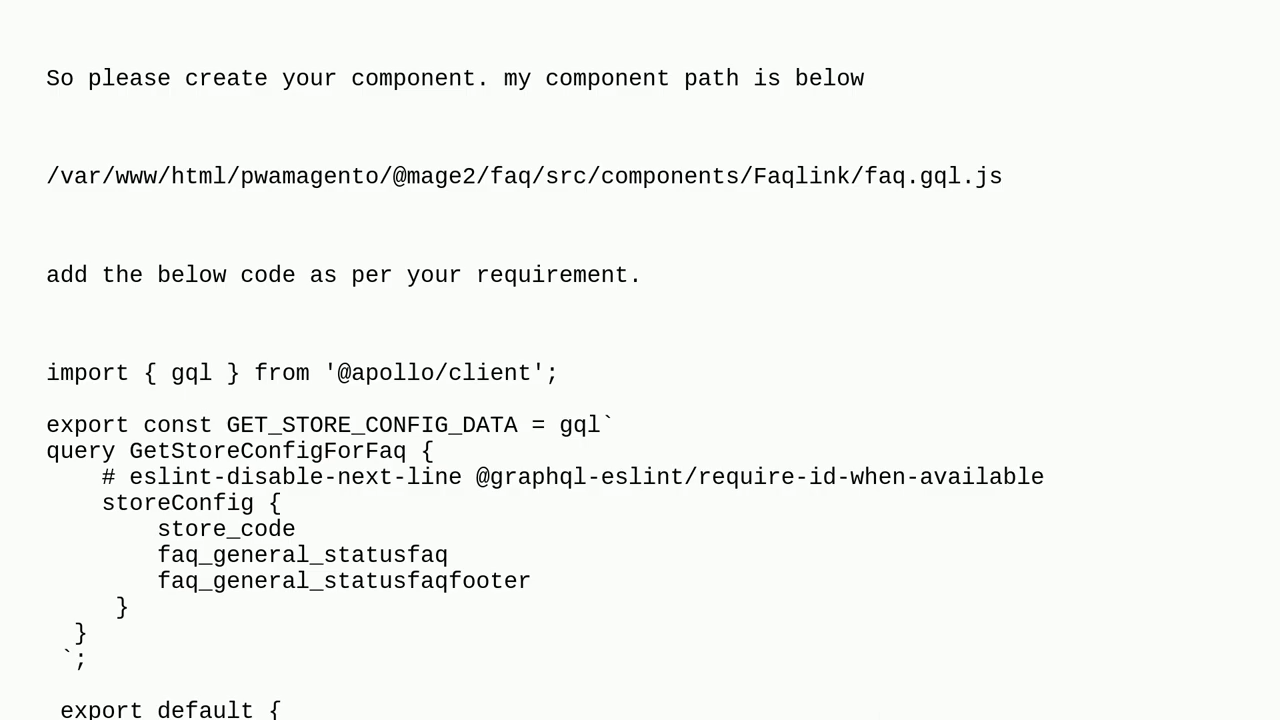 So please create your component. my component path is below
/var/www/html/pwamagento/@mage2/faq/src/components/Faqlink/faq.gql.js
add the below code as per your requirement.
import { gql } from '@apollo/client';
export const GET_STORE_CONFIG_DATA = gql`
query GetStoreConfigForFaq {
    # eslint-disable-next-line @graphql-eslint/require-id-when-available
    storeConfig {
        store_code
        faq_general_statusfaq
        faq_general_statusfaqfooter
     }
  }
 `;
 export default {